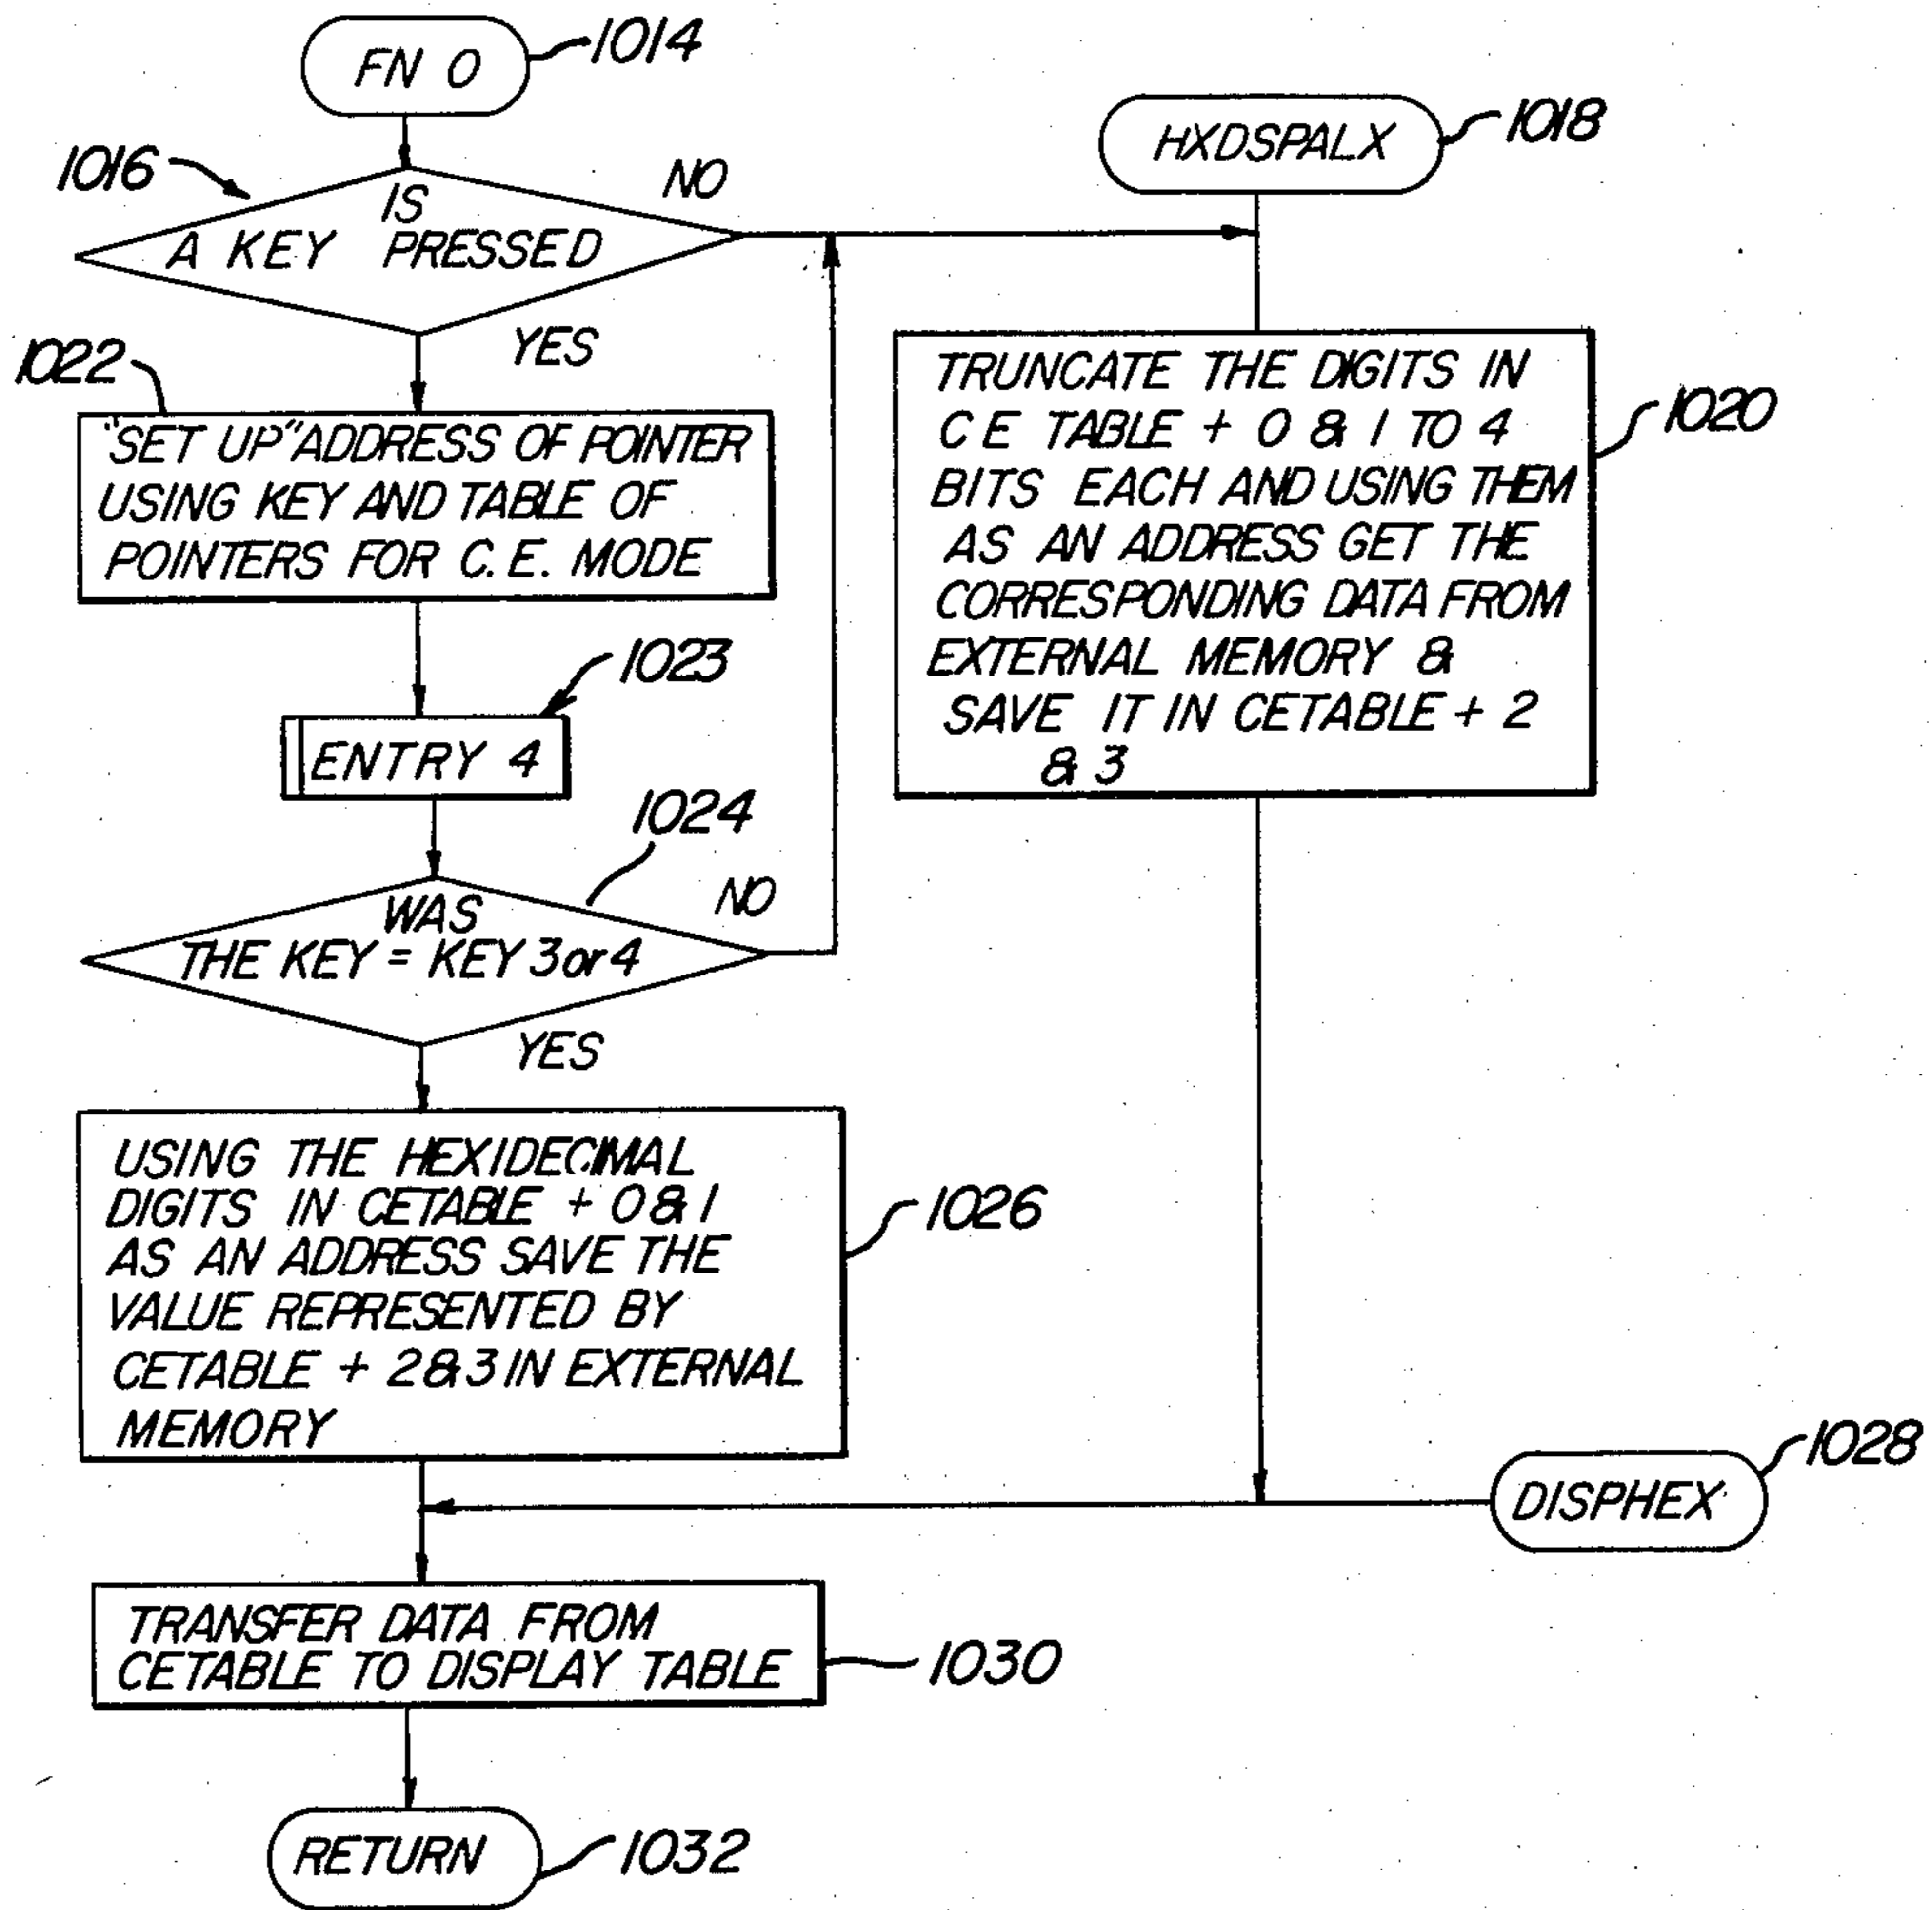 FN 0
1014
1016
IS
A KEY PRESSED
NO
YES
HXDSPALX
1018
1022
"SET UP" ADDRESS OF POINTER
USING KEY AND TABLE OF
POINTERS FOR C.E. MODE
TRUNCATE THE DIGITS IN
CE TABLE + 0 & 1 TO 4
BITS EACH AND USING THEM
AS AN ADDRESS GET THE
CORRESPONDING DATA FROM
EXTERNAL MEMORY &
SAVE IT IN CETABLE + 2
& 3
1020
1023
ENTRY 4
1024
WAS
THE KEY = KEY 3 or 4
NO
YES
USING THE HEXIDECIMAL
DIGITS IN CETABLE + 0 & 1
AS AN ADDRESS SAVE THE
VALUE REPRESENTED BY
CETABLE + 2 & 3 IN EXTERNAL
MEMORY
1026
DISPHEX
1028
TRANSFER DATA FROM
CETABLE TO DISPLAY TABLE
1030
RETURN
1032